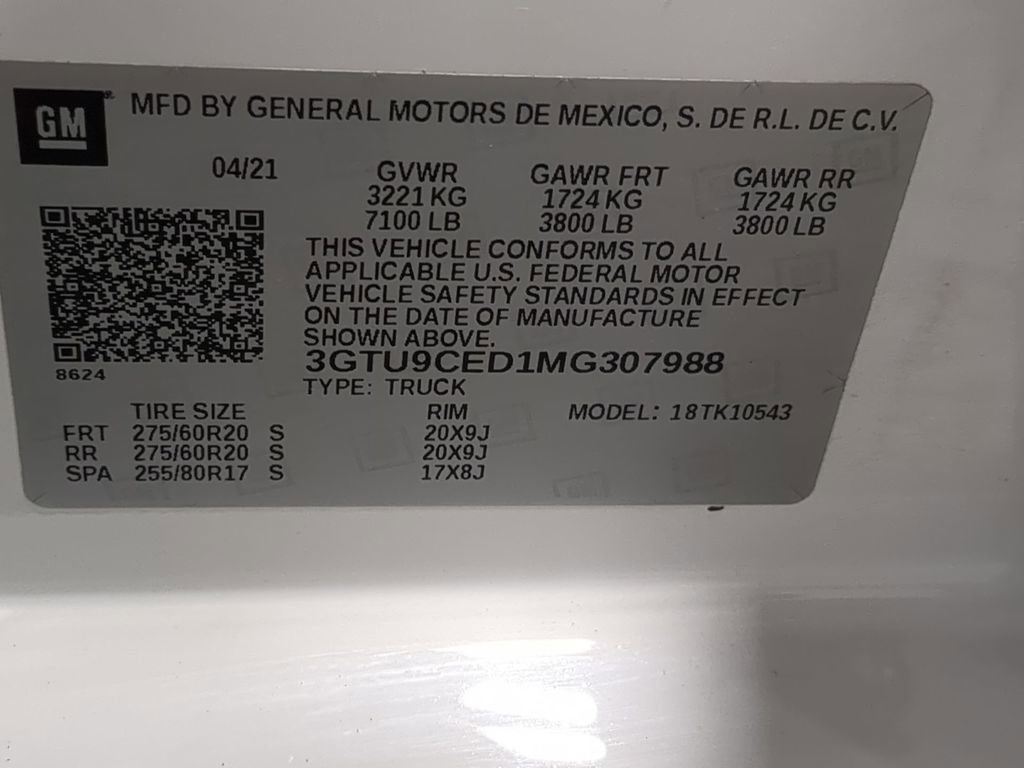 GM MFD BY GENERAL MOTORS DE MEXICO, S. DE R.L. DE C.V.
04/21 GVWR GAWR FRT GAWR RR
3221 KG 1724 KG 1724 KG
7100 LB 3800 LB 3800 LB
THIS VEHICLE CONFORMS TO ALL
APPLICABLE U.S. FEDERAL MOTOR
VEHICLE SAFETY STANDARDS IN EFFECT
ON THE DATE OF MANUFACTURE
SHOWN ABOVE.
3GTU9CED1MG307988
8624
TYPE: TRUCK
TIRE SIZE RIM MODEL: 18TK10543
FRT 275/60R20 S 20X9J
RR 275/60R20 S 20X9J
SPA 255/80R17 S 17X8J